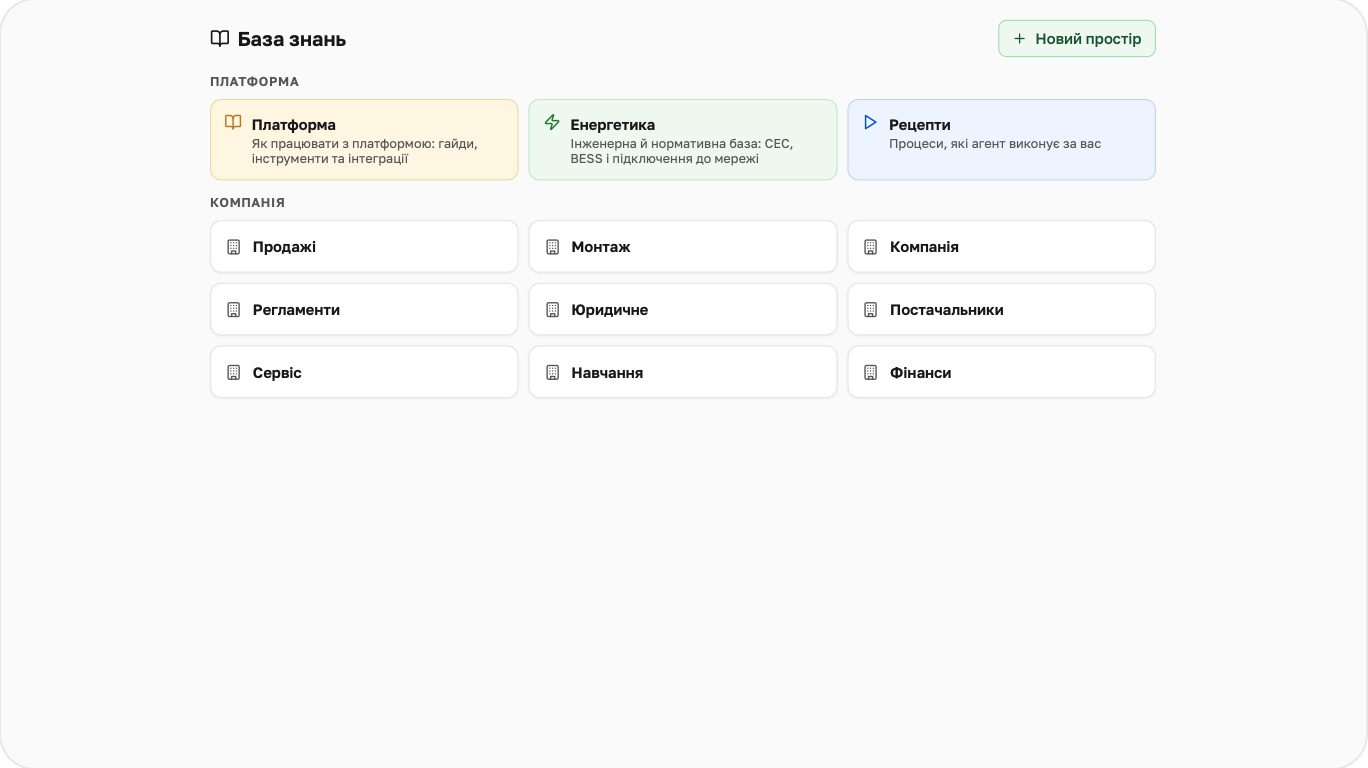 База знань
Новий простір
ПЛАТФОРМА
Платформа
Як працювати з платформою: гайди,
інструменти та інтеграції
Енергетика
Інженерна й нормативна база: СЕС,
BESS і підключення до мережі
Рецепти
Процеси, які агент виконує за вас
КОМПАНІЯ
Продажі
Монтаж
Компанія
Регламенти
Юридичне
Постачальники
Сервіс
Навчання
Фінанси